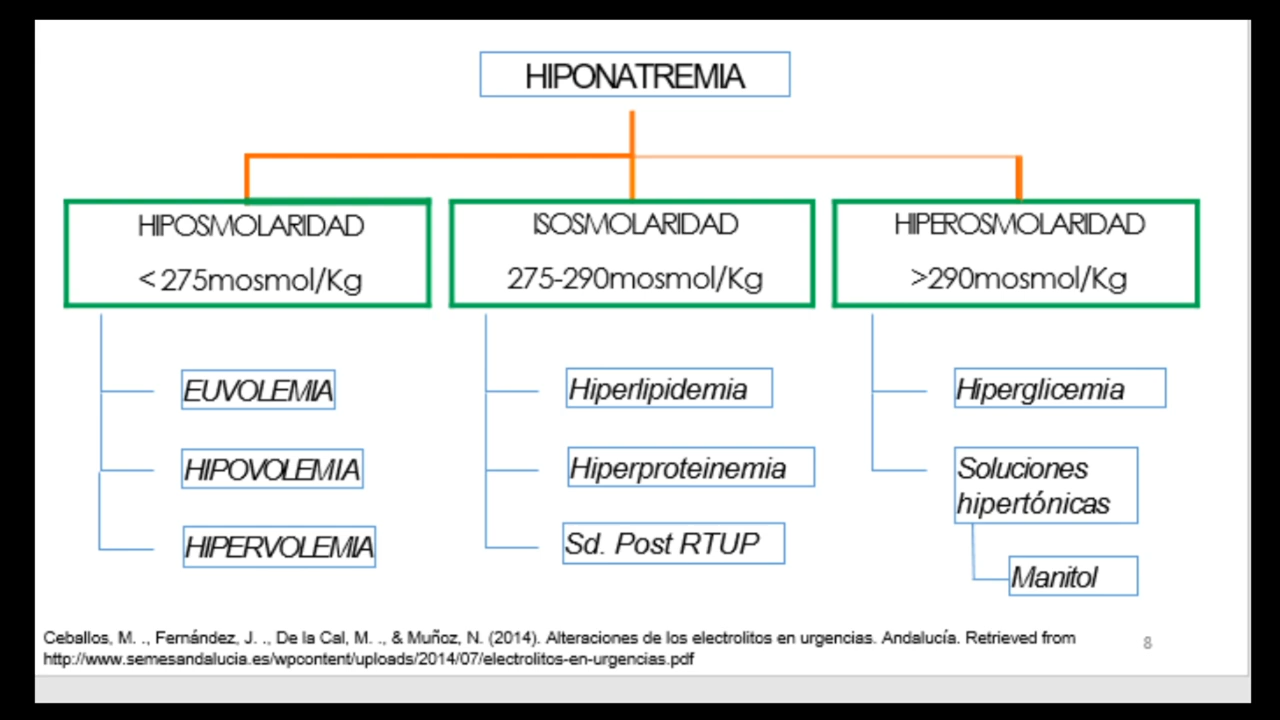 HIPONATREMIA
HIPOSMOLARIDAD
< 275mosmol/Kg
ISOSMOLARIDAD
275-290mosmol/Kg
HIPEROSMOLARIDAD
>290mosmol/Kg
EUVOLEMIA
HIPOVOLEMIA
HIPERVOLEMIA
Hiperlipidemia
Hiperproteinemia
Sd. Post RTUP
Hiperglicemia
Soluciones
hipertónicas
Manitol
Ceballos, M. ., Fernández, J. ., De la Cal, M. ., & Muñoz, N. (2014). Alteraciones de los electrolitos en urgencias. Andalucía. Retrieved from
http://www.semesandalucia.es/wpcontent/uploads/2014/07/electrolitos-en-urgencias.pdf
8